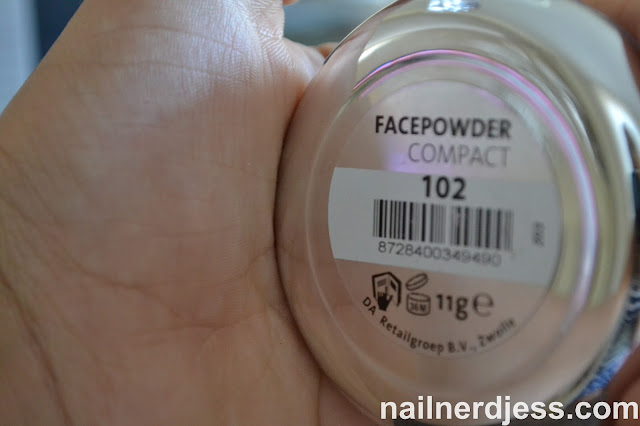 FACEPOWDER
COMPACT
102
8728400349490
11g℮
DA Retailgroep B.V., Zwolle
nailnerdjess.com